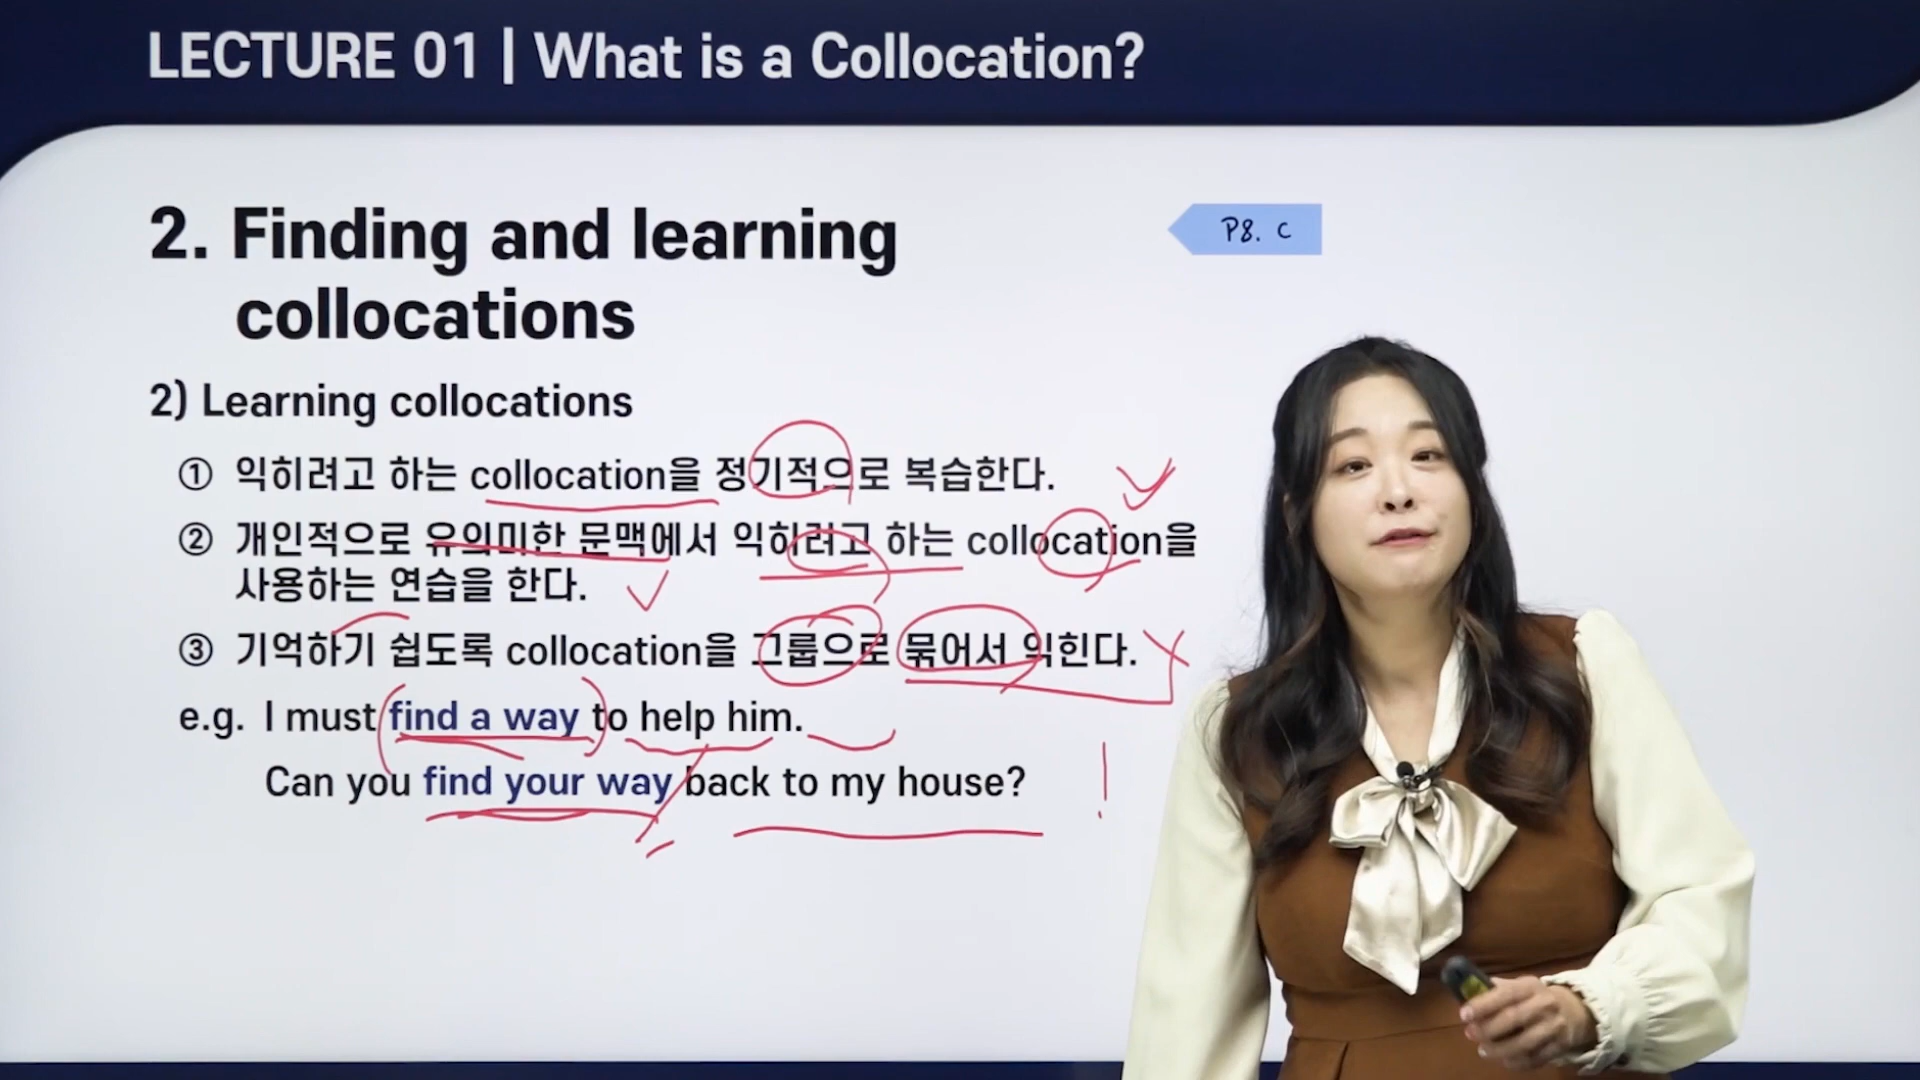 LECTURE 01 | What is a Collocation?
2. Finding and learning
collocations
P8. C
2) Learning collocations
① 익히려고 하는 collocation을 정기적으로 복습한다.
② 개인적으로 유의미한 문맥에서 익히려고 하는 collocation을
사용하는 연습을 한다.
③ 기억하기 쉽도록 collocation을 그룹으로 묶어서 익힌다.
e.g. I must find a way to help him.
Can you find your way back to my house?